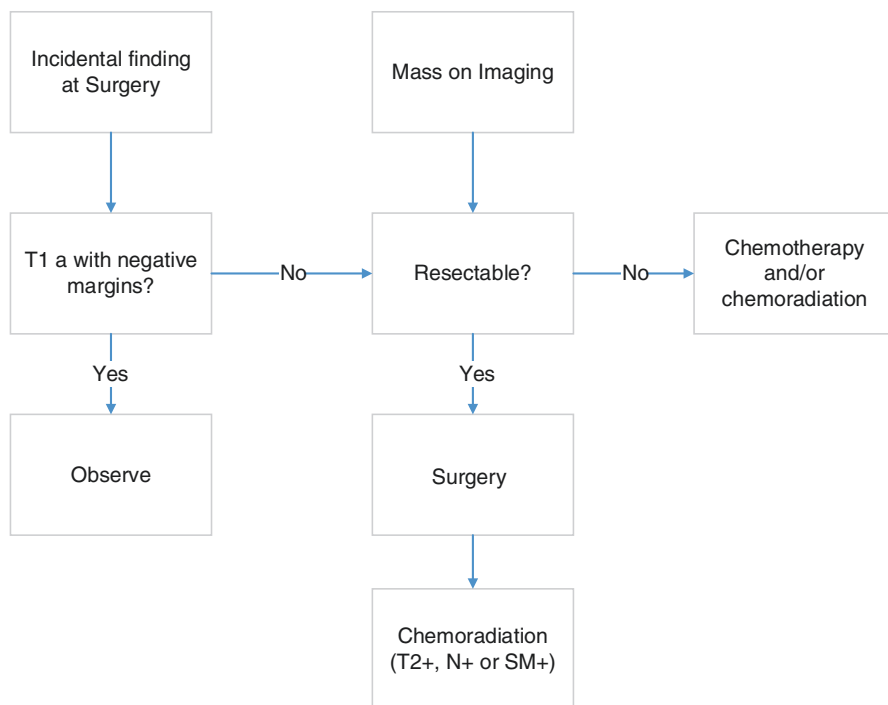 Incidental finding
at Surgery
Mass on Imaging
T1 a with negative
margins?
No
Resectable?
No
Chemotherapy
and/or
chemoradiation
Yes
Yes
Observe
Surgery
Chemoradiation
(T2+, N+ or SM+)